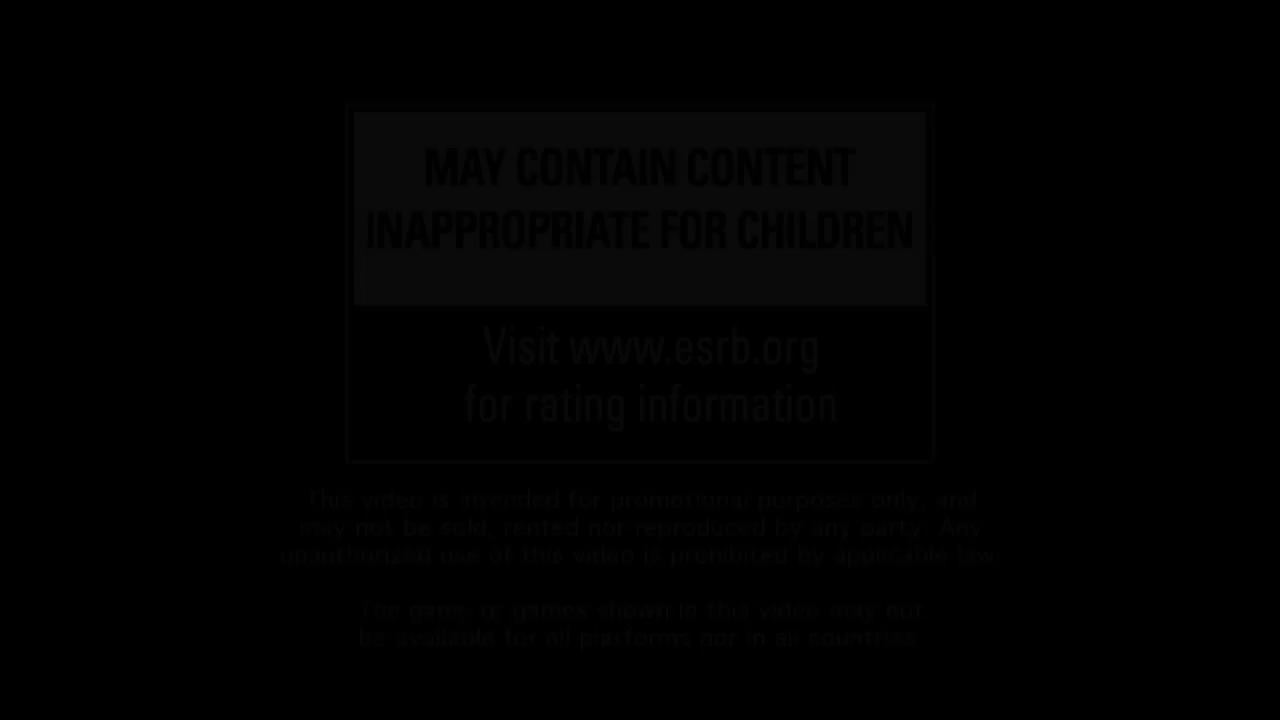 MAY CONTAIN CONTENT
INAPPROPRIATE FOR CHILDREN
Visit www.esrb.org
for rating information
This video is intended for promotional purposes only, and
may not be sold, rented nor reproduced by any party. Any
unauthorized use of this video is prohibited by applicable law.
The game or games shown in this video may not
be available for all platforms nor in all countries.